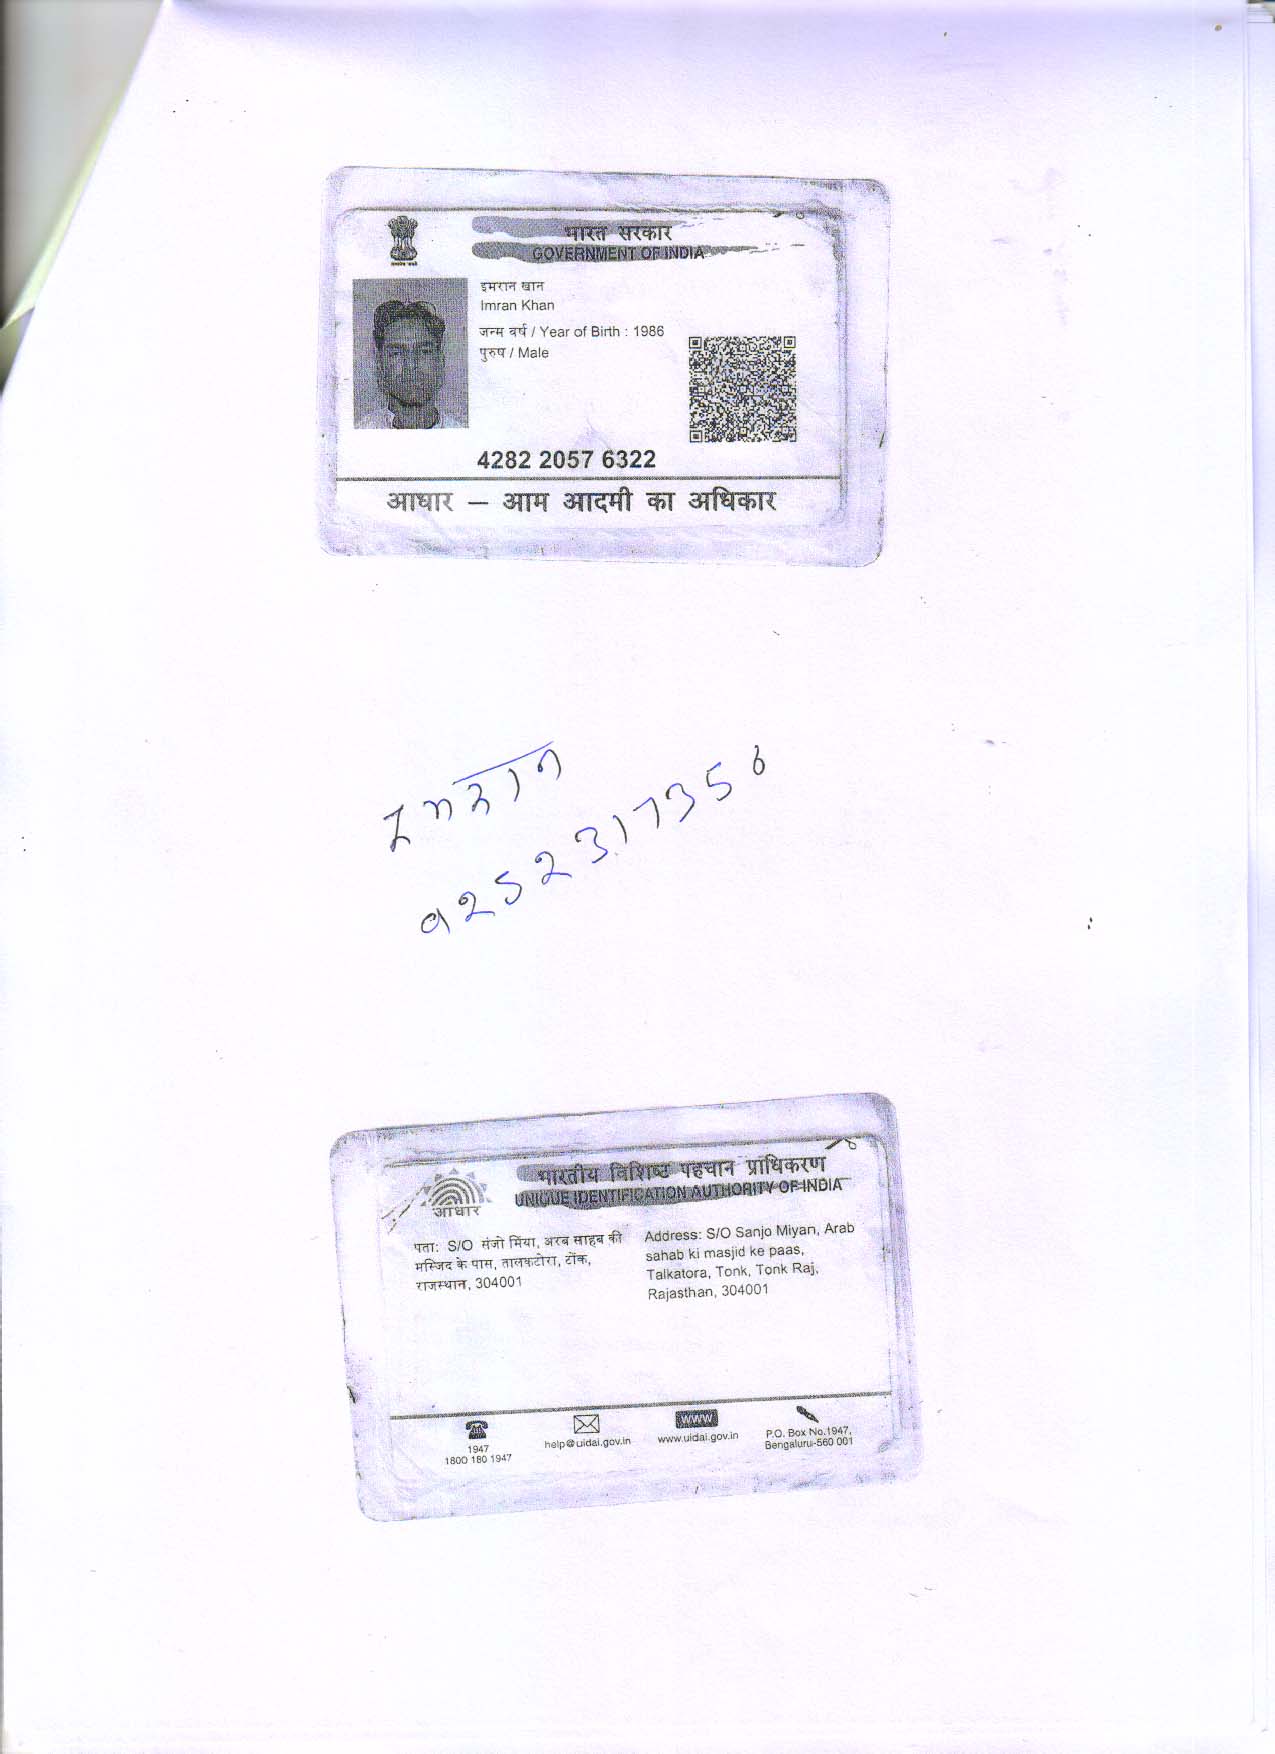 भारत सरकार
GOVERNMENT OF INDIA
इमरान खान
Imran Khan
जन्म वर्ष / Year of Birth : 1986
पुरुष / Male
4282 2057 6322
आधार – आम आदमी का अधिकार
इमरान
9252317356
भारतीय विशिष्ट पहचान प्राधिकरण
UNIQUE IDENTIFICATION AUTHORITY OF INDIA
आधार
पता: S/O संजो मिंया, अरब साहब की
मस्जिद के पास, तालकटोरा, टोंक,
राजस्थान, 304001
Address: S/O Sanjo Miyan, Arab
sahab ki masjid ke paas,
Talkatora, Tonk, Tonk Raj,
Rajasthan, 304001
1947
1800 180 1947
help@uidai.gov.in
WWW
www.uidai.gov.in
P.O. Box No.1947,
Bengaluru-560 001